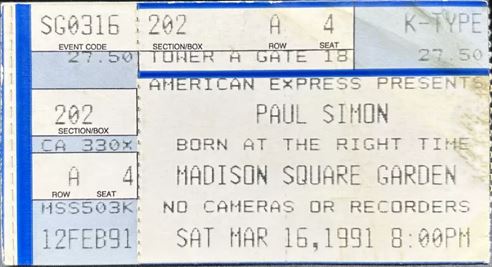 SG0316 202 A 4 K-TYPE
EVENT CODE SECTION/BOX ROW SEAT
27.50 TOWER A GATE 18 27.50
AMERICAN EXPRESS PRESENTS
202 PAUL SIMON
SECTION/BOX
CA 330X BORN AT THE RIGHT TIME
A 4 MADISON SQUARE GARDEN
ROW SEAT
MSS503K NO CAMERAS OR RECORDERS
12FEB91 SAT MAR 16,1991 8:00PM